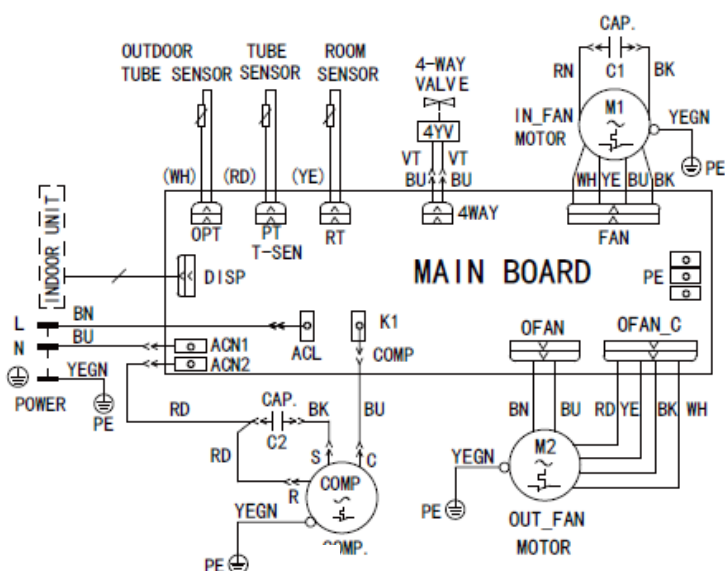 CAP.
OUTDOOR TUBE SENSOR
TUBE SENSOR
ROOM SENSOR
4-WAY VALVE
RN C1 BK
4YV
M1
IN_FAN MOTOR
YEGN
PE
VT VT
(WH) (RD) (YE) BU BU WH YE BU BK
OPT PT T-SEN RT 4WAY FAN
INDOOR UNIT
DISP
MAIN BOARD
PE
L BN
N BU
ACL
K1
COMP
ACN1
ACN2
OFAN
OFAN_C
YEGN
POWER
PE
RD
CAP.
C2
BK
BU
BN BU RD YE BK WH
RD
S C
R
COMP
YEGN
PE
COMP.
M2
YEGN
PE
OUT_FAN
MOTOR